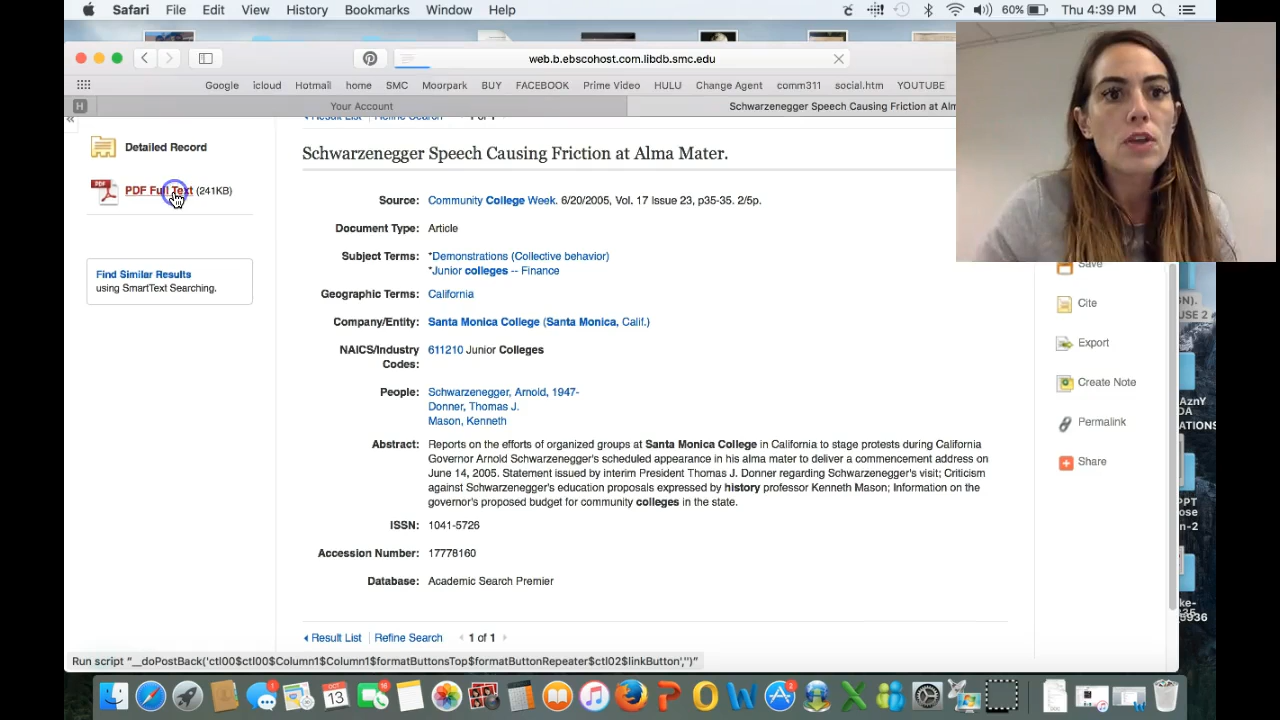 Safari File Edit View History Bookmarks Window Help 60% Thu 4:39 PM
web.b.ebscohost.com.libdb.smc.edu
Google icloud Hotmail home SMC Moorpark BUY FACEBOOK Prime Video HULU Change Agent comm311 social.htm YOUTUBE
H Your Account Schwarzenegger Speech Causing Friction at Alm
Result List Refine Search 1 of 1
Detailed Record
PDF PDF Full Text (241KB)
Find Similar Results
using SmartText Searching.
Schwarzenegger Speech Causing Friction at Alma Mater.
Source: Community College Week. 6/20/2005, Vol. 17 Issue 23, p35-35. 2/5p.
Document Type: Article
Subject Terms: *Demonstrations (Collective behavior)
*Junior colleges -- Finance
Geographic Terms: California
Company/Entity: Santa Monica College (Santa Monica, Calif.)
NAICS/Industry Codes: 611210 Junior Colleges
People: Schwarzenegger, Arnold, 1947-
Donner, Thomas J.
Mason, Kenneth
Abstract: Reports on the efforts of organized groups at Santa Monica College in California to stage protests during California
Governor Arnold Schwarzenegger's scheduled appearance in his alma mater to deliver a commencement address on
June 14, 2005. Statement issued by interim President Thomas J. Donner regarding Schwarzenegger's visit; Criticism
against Schwarzenegger's education proposals expressed by history professor Kenneth Mason; Information on the
governor's proposed budget for community colleges in the state.
ISSN: 1041-5726
Accession Number: 17778160
Database: Academic Search Premier
Result List Refine Search 1 of 1
Save
Cite
Export
Create Note
Permalink
Share
Run script "__doPostBack('ctl00$ctl00$Column1$Column1$formatButtonsTop$formatButtonRepeater$ctl02$linkButton','')"